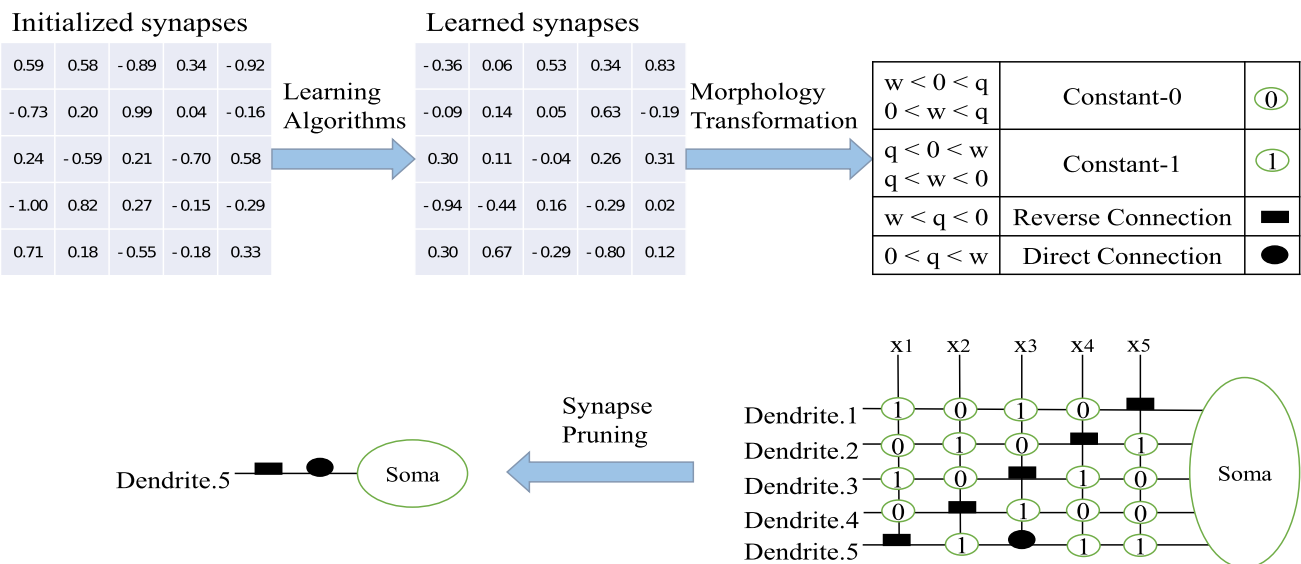 Initialized synapses
0.59 0.58 - 0.89 0.34 - 0.92
- 0.73 0.20 0.99 0.04 - 0.16
0.24 - 0.59 0.21 - 0.70 0.58
- 1.00 0.82 0.27 - 0.15 - 0.29
0.71 0.18 - 0.55 - 0.18 0.33
Learning
Algorithms
Learned synapses
- 0.36 0.06 0.53 0.34 0.83
- 0.09 0.14 0.05 0.63 - 0.19
0.30 0.11 - 0.04 0.26 0.31
- 0.94 - 0.44 0.16 - 0.29 0.02
0.30 0.67 - 0.29 - 0.80 0.12
Morphology
Transformation
w < 0 < q
0 < w < q
Constant-0
0
q < 0 < w
q < w < 0
Constant-1
1
w < q < 0 Reverse Connection
0 < q < w Direct Connection
x1 x2 x3 x4 x5
Dendrite.1 1 0 1 0
Dendrite.2 0 1 0 1
Dendrite.3 1 0 1 0
Dendrite.4 0 1 0 0
Dendrite.5 1 1 1
Soma
Synapse
Pruning
Dendrite.5
Soma